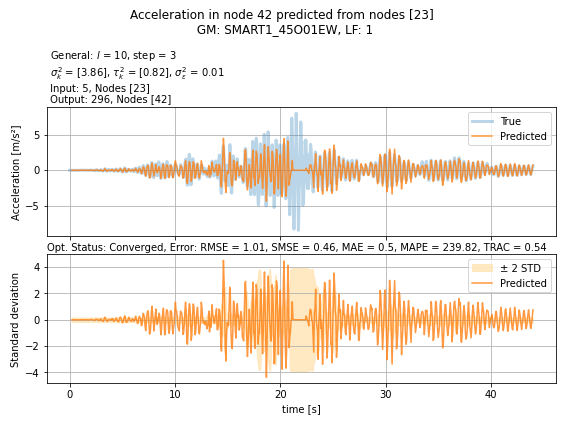 Acceleration in node 42 predicted from nodes [23]
GM: SMART1_45O01EW, LF: 1
General: l = 10, step = 3
σ²ₖ = [3.86], τ²ₖ = [0.82], σ²ε = 0.01
Input: 5, Nodes [23]
Output: 296, Nodes [42]
Acceleration [m/s²]
5
0
−5
True
Predicted
Opt. Status: Converged, Error: RMSE = 1.01, SMSE = 0.46, MAE = 0.5, MAPE = 239.82, TRAC = 0.54
Standard deviation
4
2
0
−2
−4
± 2 STD
Predicted
0 10 20 30 40
time [s]